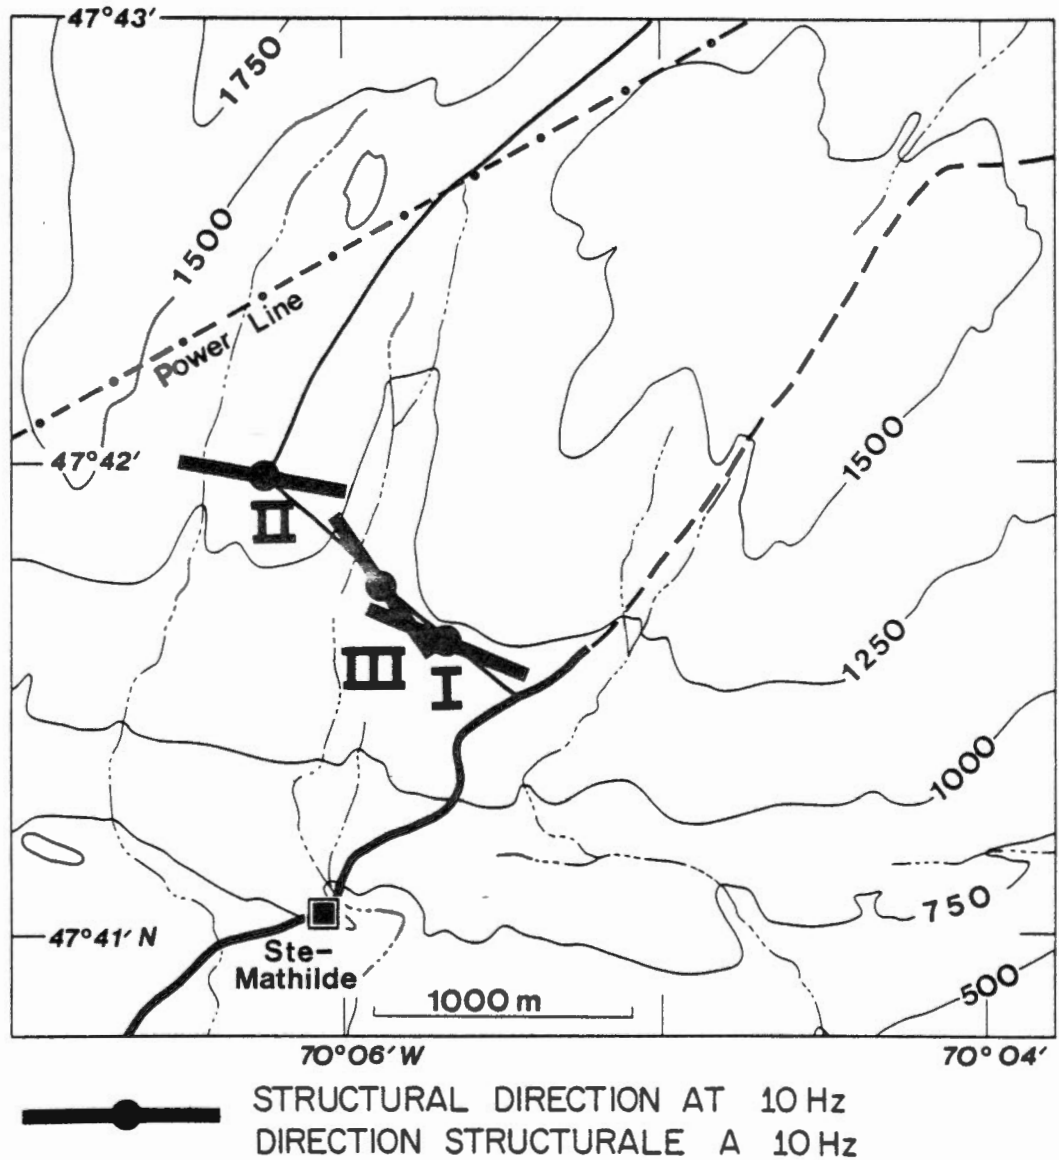 47°43'
1750
1500
Power Line
47°42'
II
1500
III
I
1250
1000
750
47°41' N
Ste-
Mathilde
1000 m
500
70°06' W
70°04'
STRUCTURAL DIRECTION AT 10 Hz
DIRECTION STRUCTURALE A 10 Hz